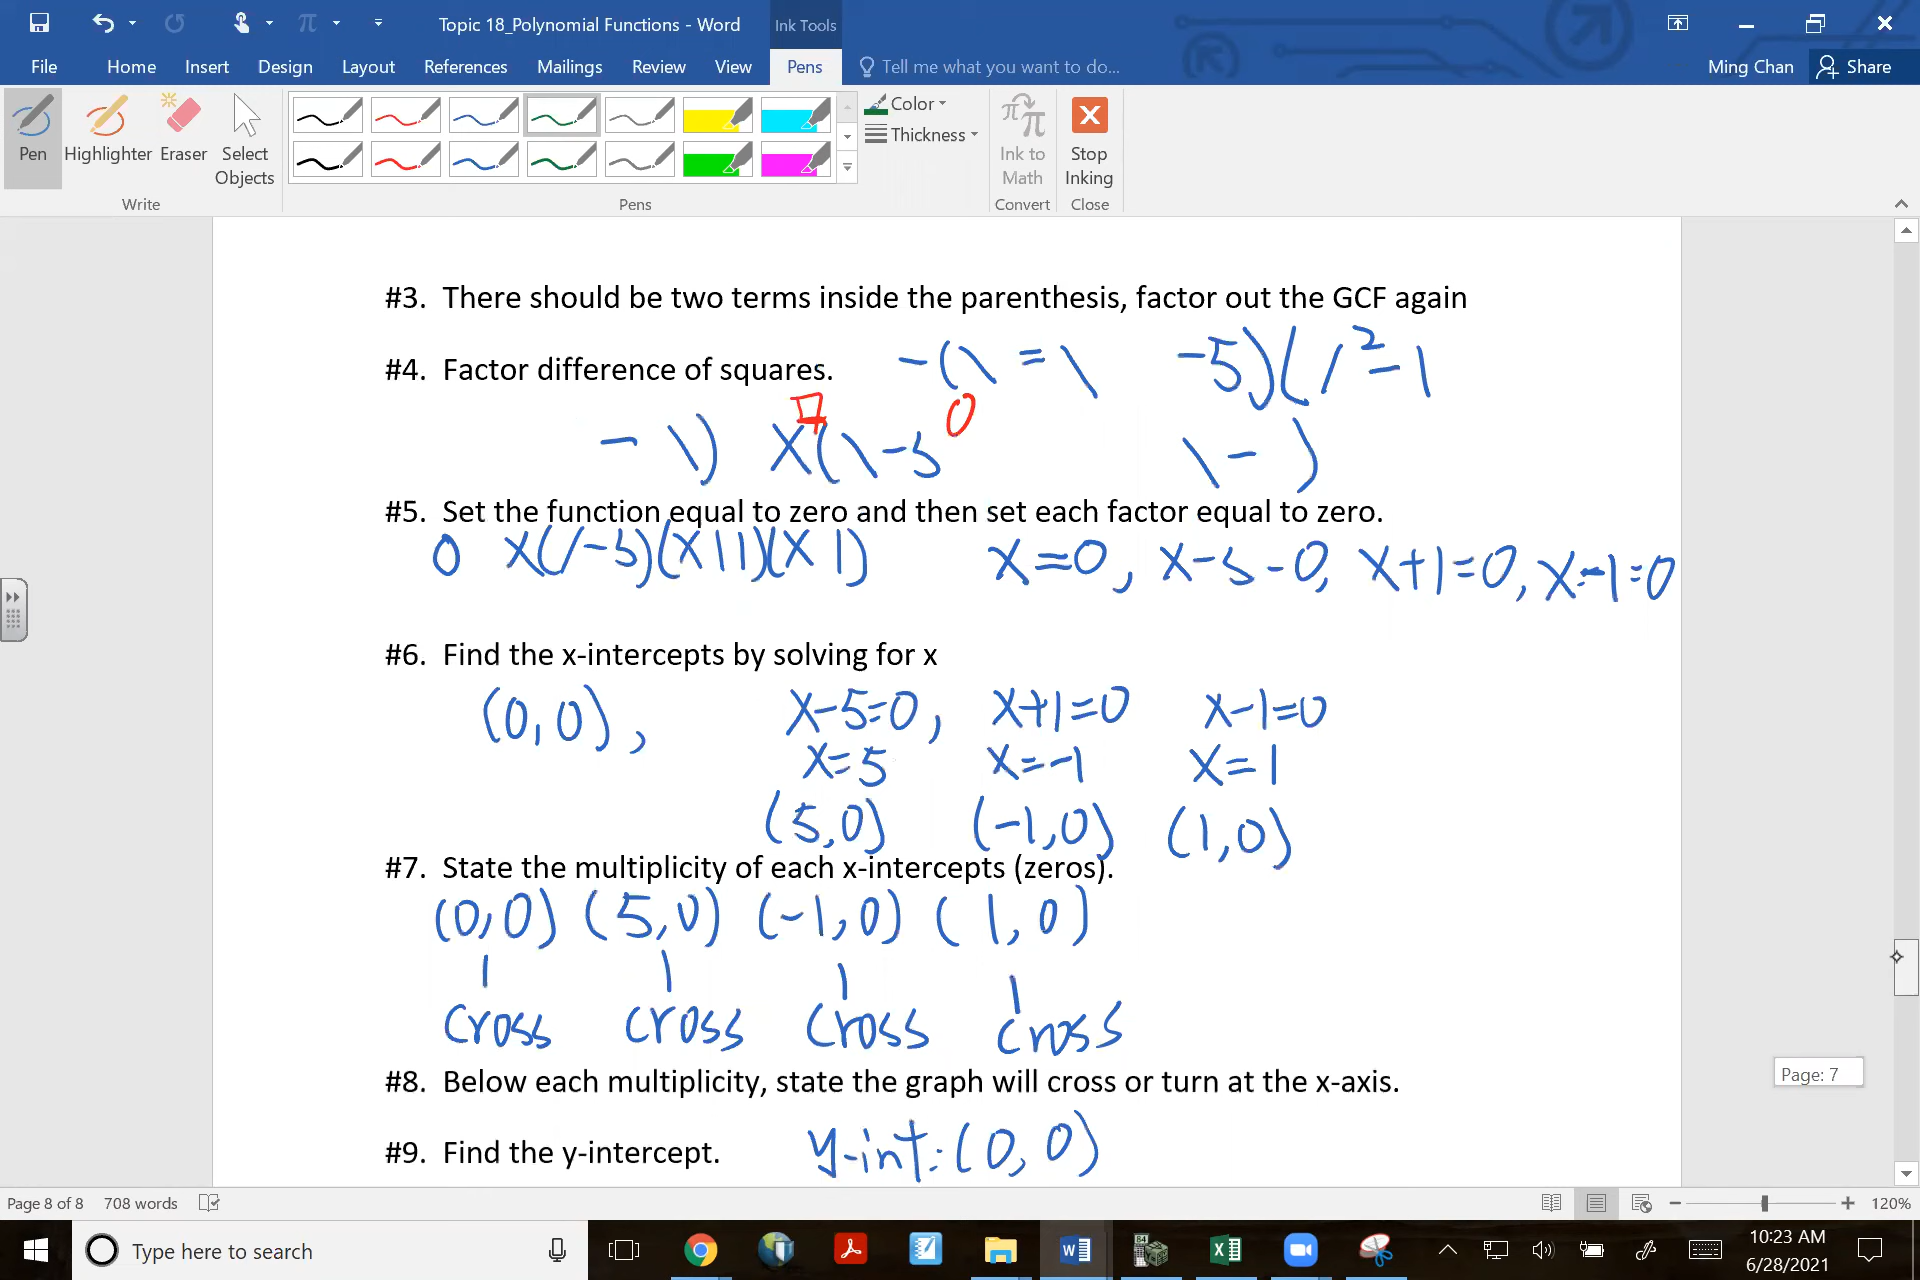 Topic 18_Polynomial Functions - Word
Ink Tools
File Home Insert Design Layout References Mailings Review View Pens Tell me what you want to do... Ming Chan Share
Pen Highlighter Eraser Select Objects
Color
Thickness
Ink to Math
Stop Inking
Write Pens Convert Close
#3. There should be two terms inside the parenthesis, factor out the GCF again
#4. Factor difference of squares.
#5. Set the function equal to zero and then set each factor equal to zero.
x=0, x-5-0, x+1=0, x-1=0
#6. Find the x-intercepts by solving for x
(0,0), x-5=0, x+1=0 x-1=0
x=5 x=-1 x=1
(5,0) (-1,0) (1,0)
#7. State the multiplicity of each x-intercepts (zeros).
(0,0) (5,0) (-1,0) (1,0)
1 1 1 1
cross cross cross cross
#8. Below each multiplicity, state the graph will cross or turn at the x-axis.
#9. Find the y-intercept. y-int:(0,0)
Page: 7
Page 8 of 8 708 words 120%
Type here to search
10:23 AM
6/28/2021